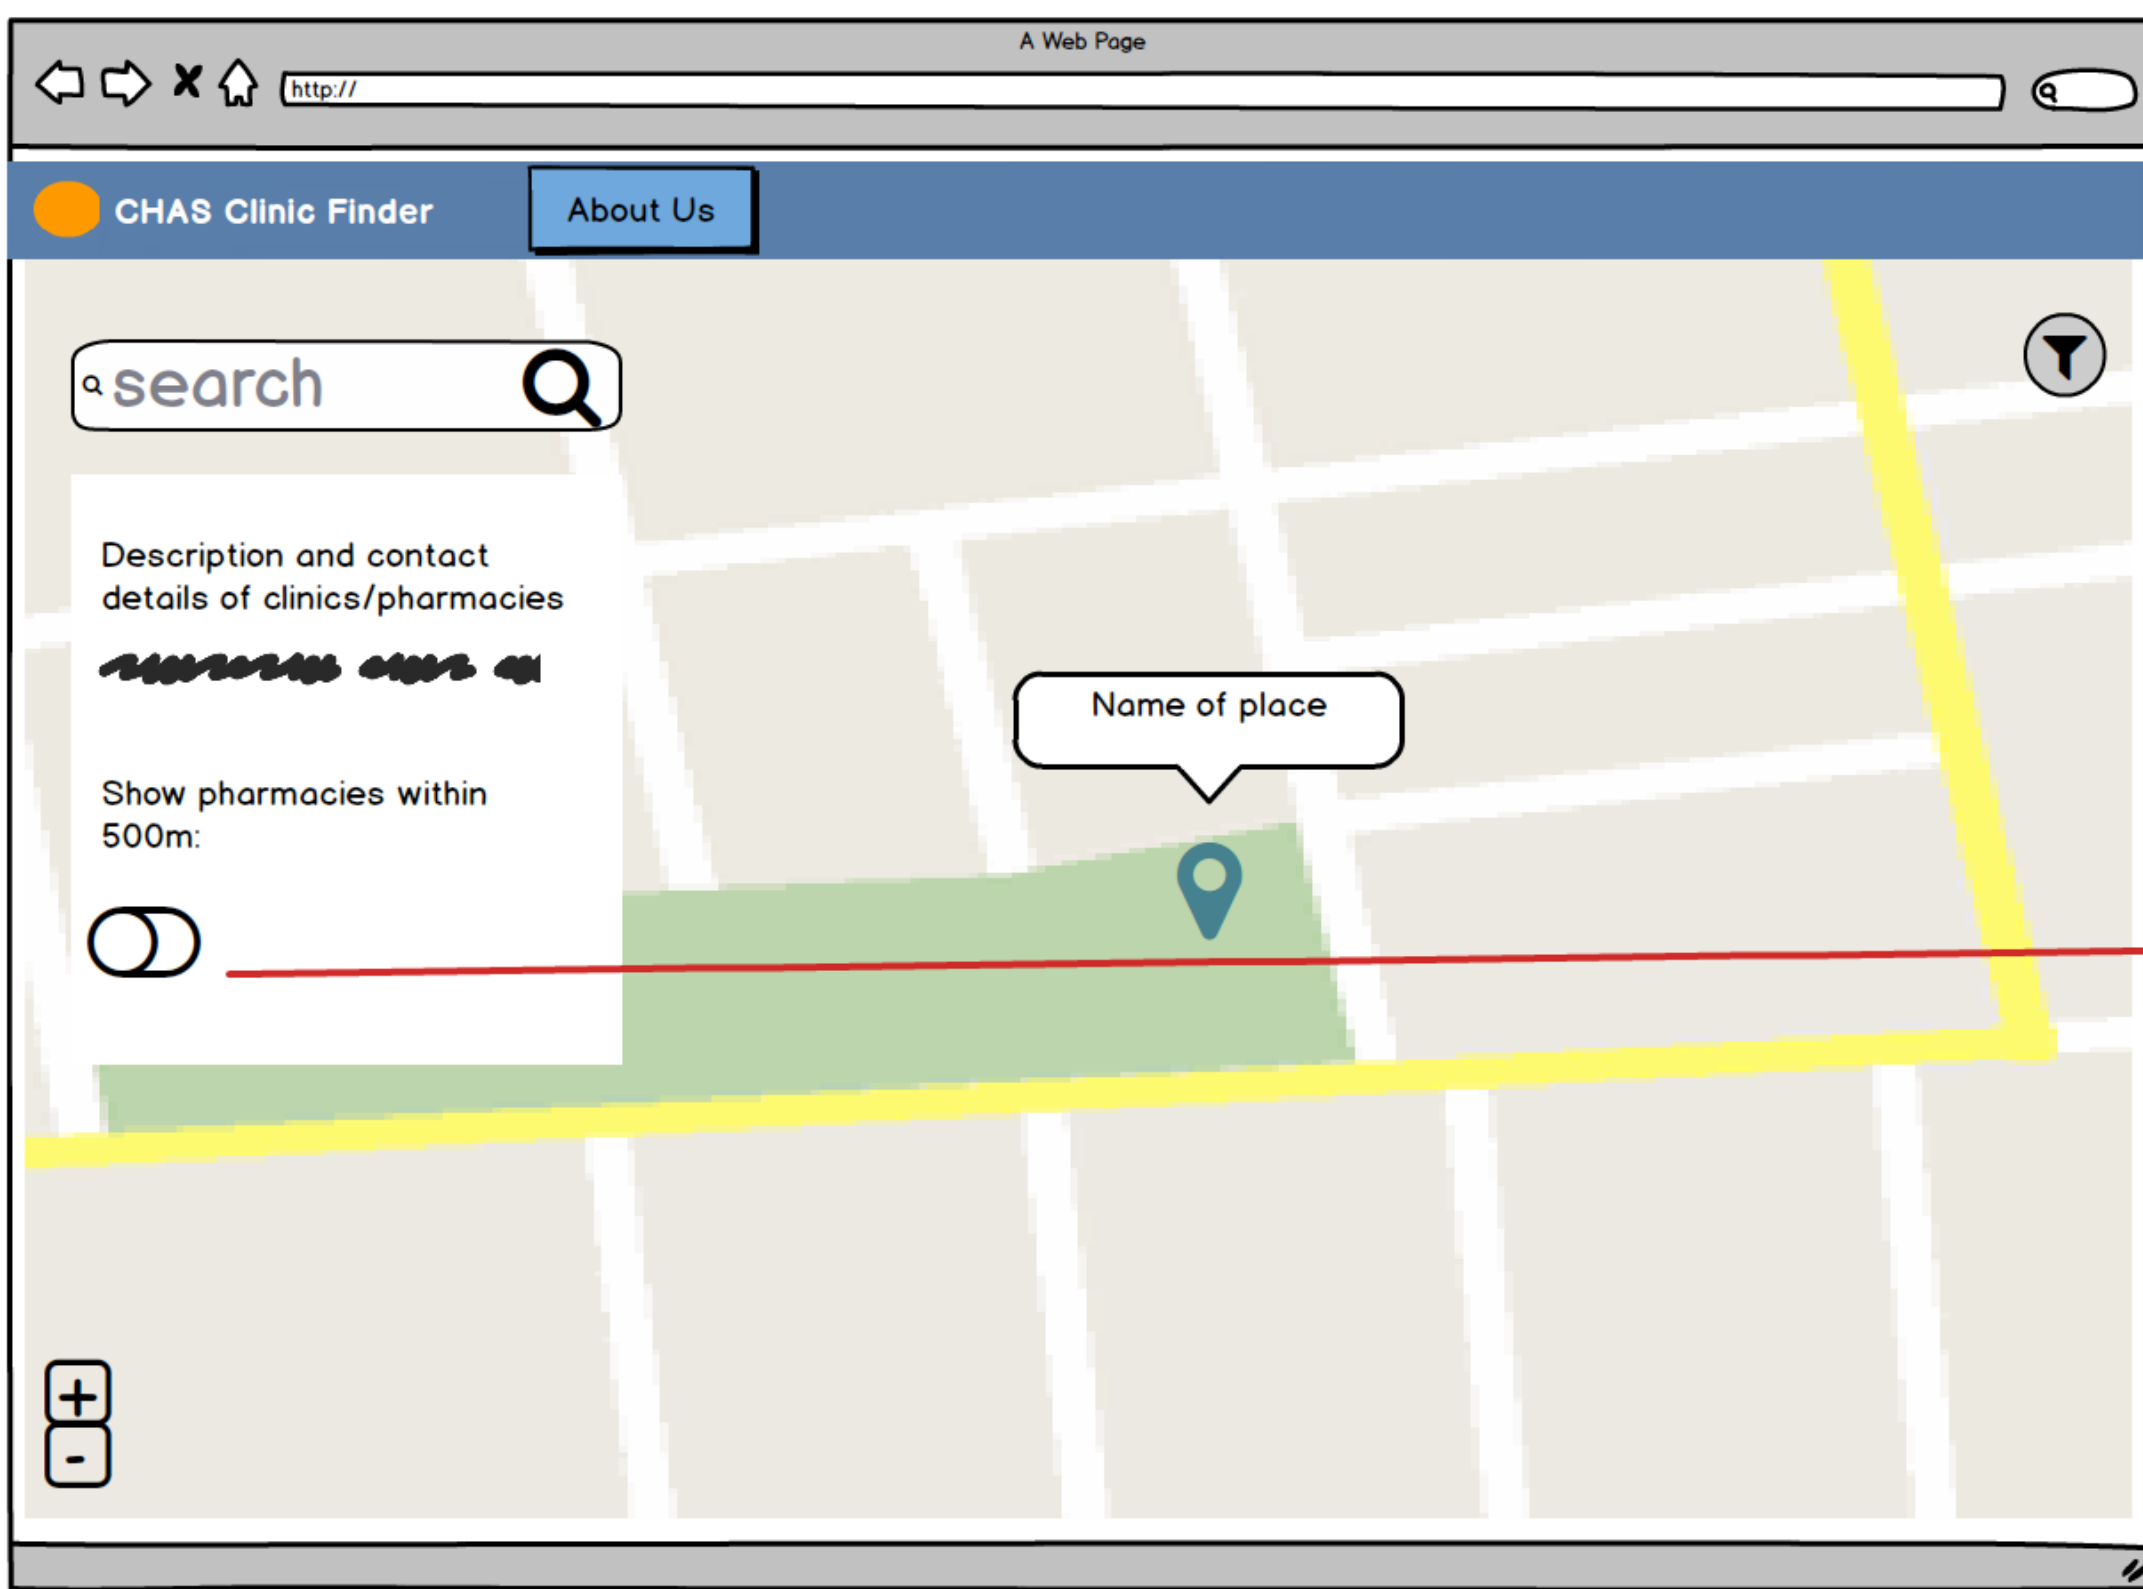 A Web Page
http://
CHAS Clinic Finder
About Us
search
Description and contact
details of clinics/pharmacies
Name of place
Show pharmacies within
500m:
+
-